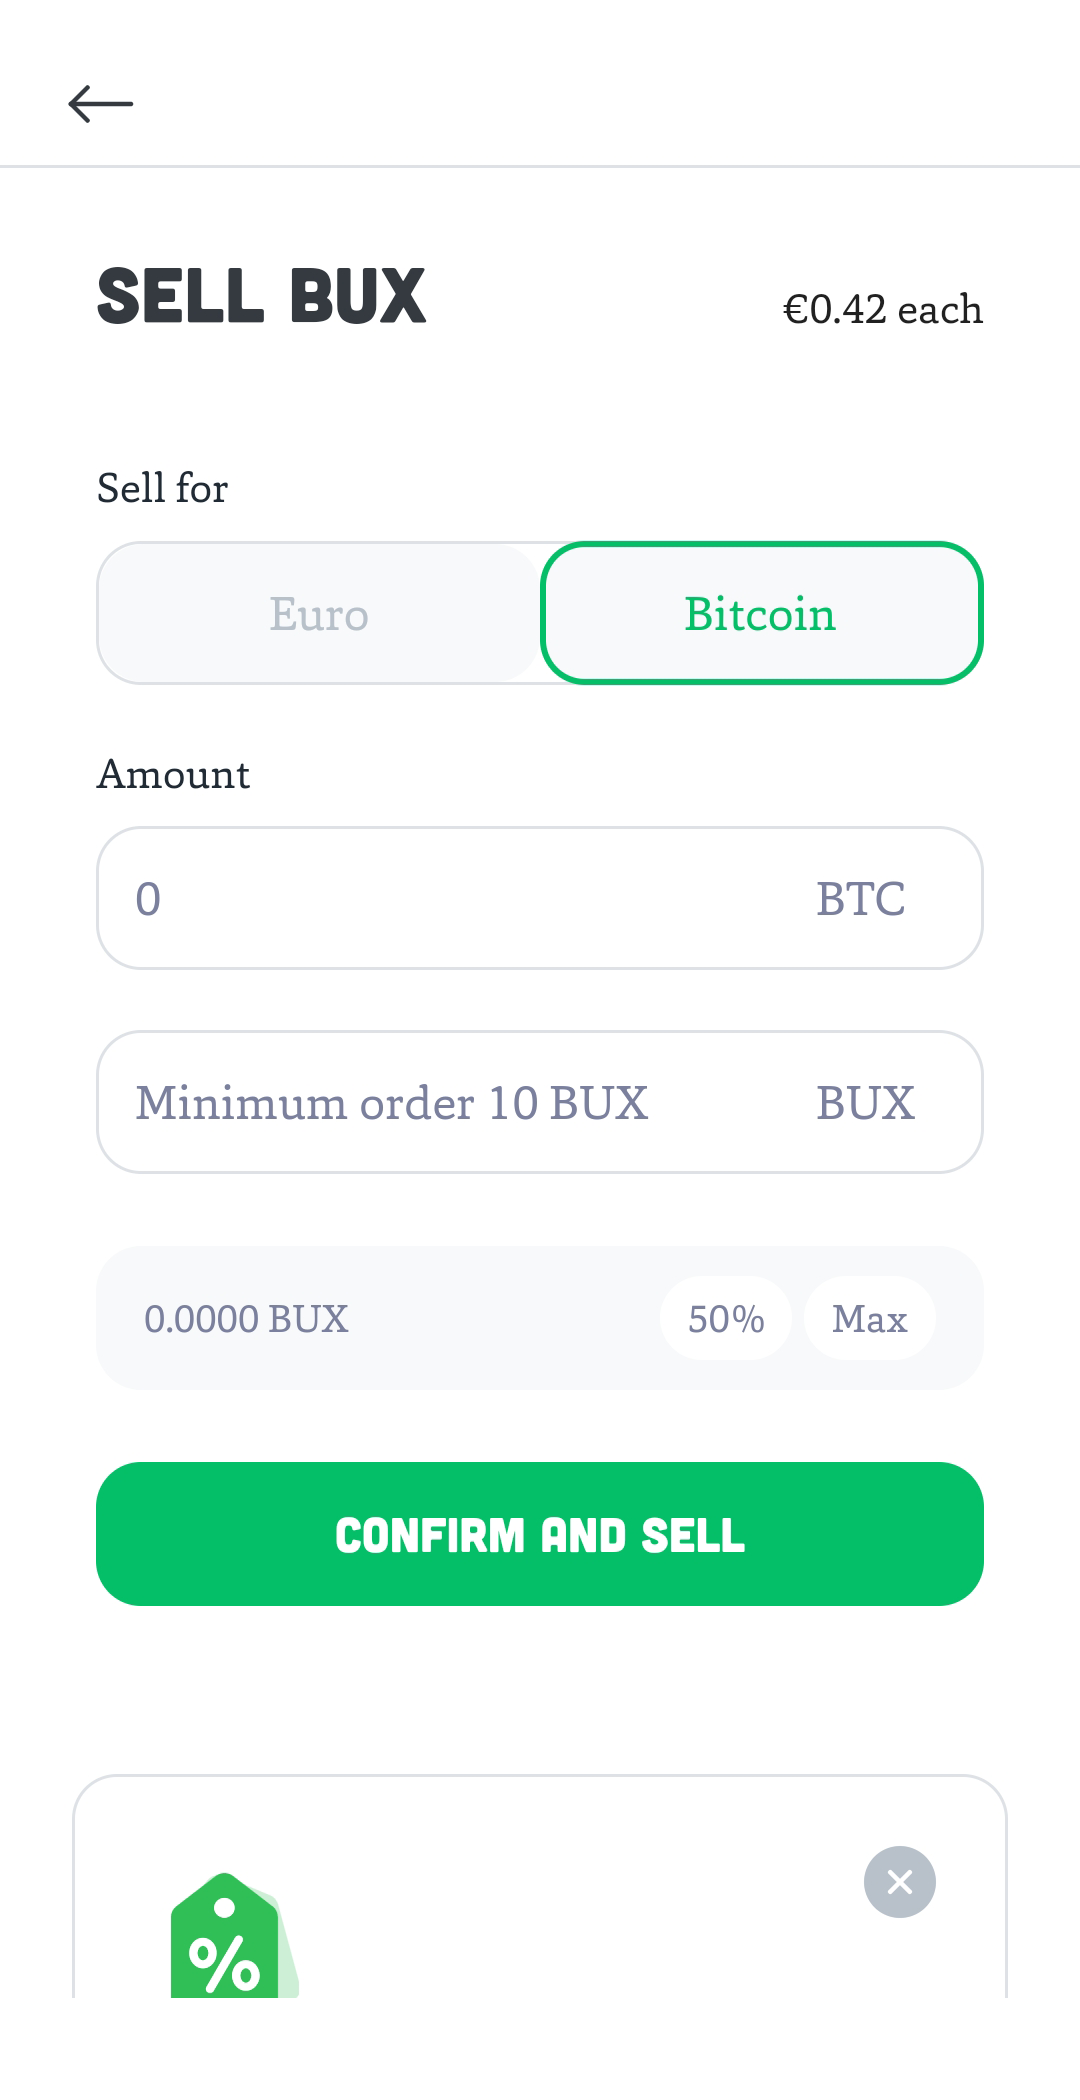 SELL BUX
€0.42 each
Sell for
Euro
Bitcoin
Amount
0
BTC
Minimum order 10 BUX
BUX
0.0000 BUX
50%
Max
CONFIRM AND SELL
%